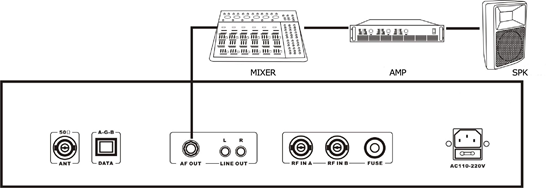 MIXER
AMP
SPK
50Ω
A-G-B
L R
ANT
DATA
AF OUT
LINE OUT
RF IN A
RF IN B
FUSE
AC110-220V